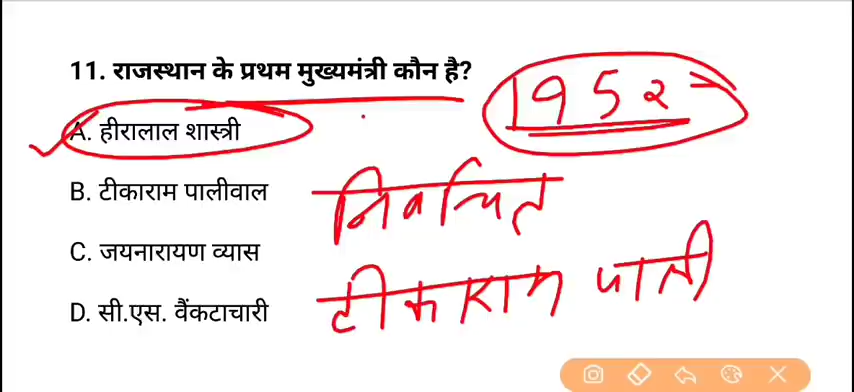 11. राजस्थान के प्रथम मुख्यमंत्री कौन है?
1952
A. हीरालाल शास्त्री
B. टीकाराम पालीवाल
निर्वाचित
C. जयनारायण व्यास
टीकाराम पाली
D. सी.एस. वैंकटाचारी